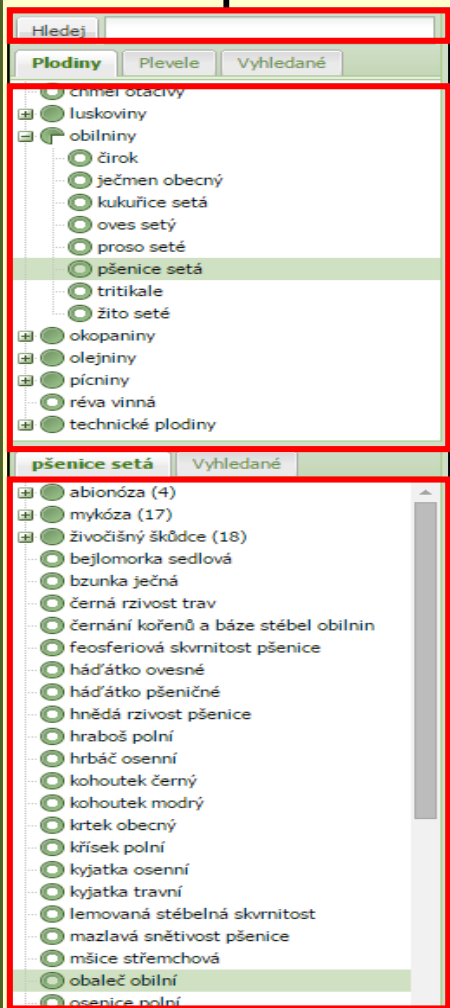 Hledej
Plodiny Plevele Vyhledané
chmel otáčivý
luskoviny
obilniny
čirok
ječmen obecný
kukuřice setá
oves setý
proso seté
pšenice setá
tritikale
žito seté
okopaniny
olejniny
pícniny
réva vinná
technické plodiny
pšenice setá Vyhledané
abionóza (4)
mykóza (17)
živočišný škůdce (18)
bejlomorka sedlová
bzunka ječná
černá rzivost trav
černání kořenů a báze stébel obilnin
feosferiová skvrnitost pšenice
háďátko ovesné
háďátko pšeničné
hnědá rzivost pšenice
hraboš polní
hrbáč osenní
kohoutek černý
kohoutek modrý
krtek obecný
křísek polní
kyjatka osenní
kyjatka travní
lemovaná stébelná skvrnitost
mazlavá snětivost pšenice
mšice střemchová
obaleč obilní
osenice polní